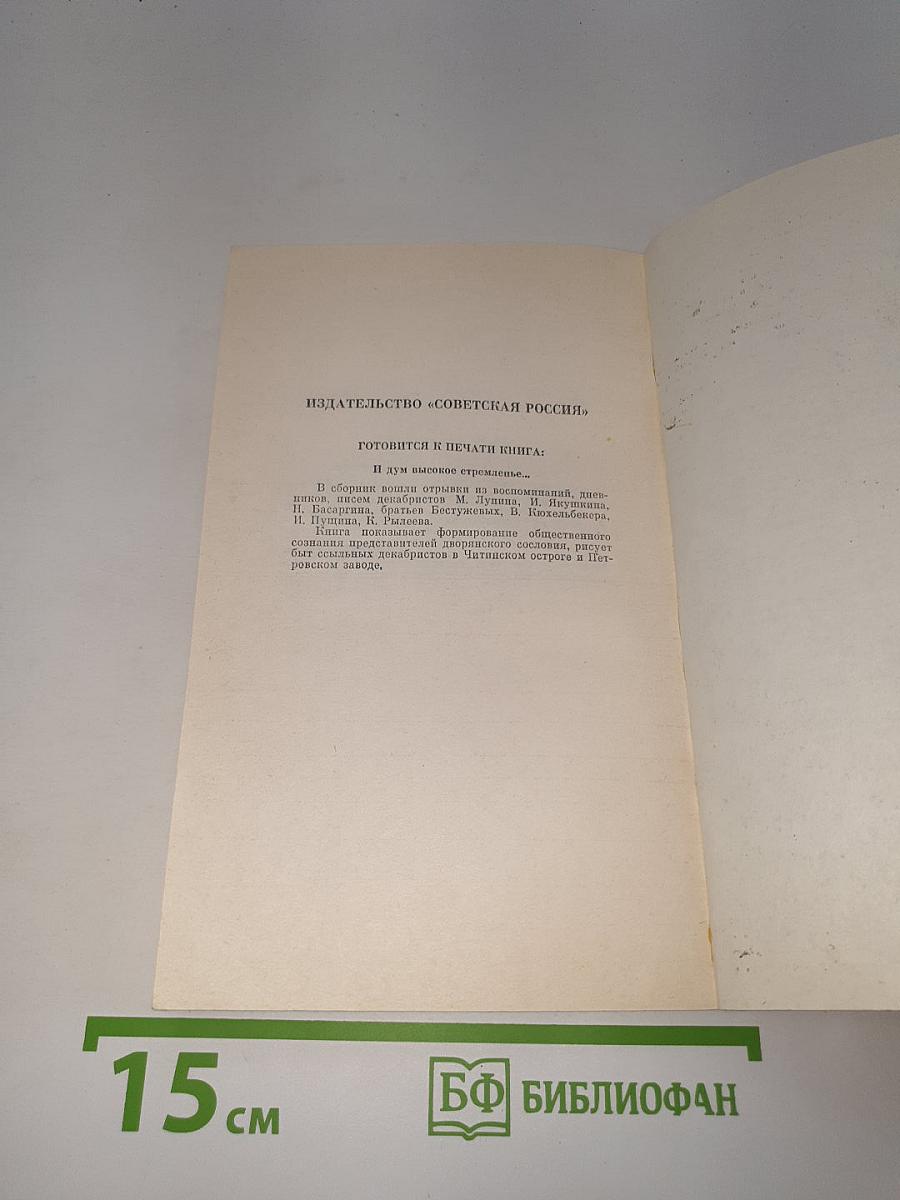 ИЗДАТЕЛЬСТВО «СОВЕТСКАЯ РОССИЯ»
ГОТОВИТСЯ К ПЕЧАТИ КНИГА:
И дум высокое стремленье...
В сборник вошли отрывки из воспоминаний, днев-
ников, писем декабристов М. Лунина, И. Якушкина,
Н. Басаргина, братьев Бестужевых, В. Кюхельбекера,
И. Пущина, К. Рылеева.
Книга показывает формирование общественного
сознания представителей дворянского сословия, рисует
быт ссыльных декабристов в Читинском остроге и Пет-
ровском заводе.
15 см
БФ БИБЛИОФАН